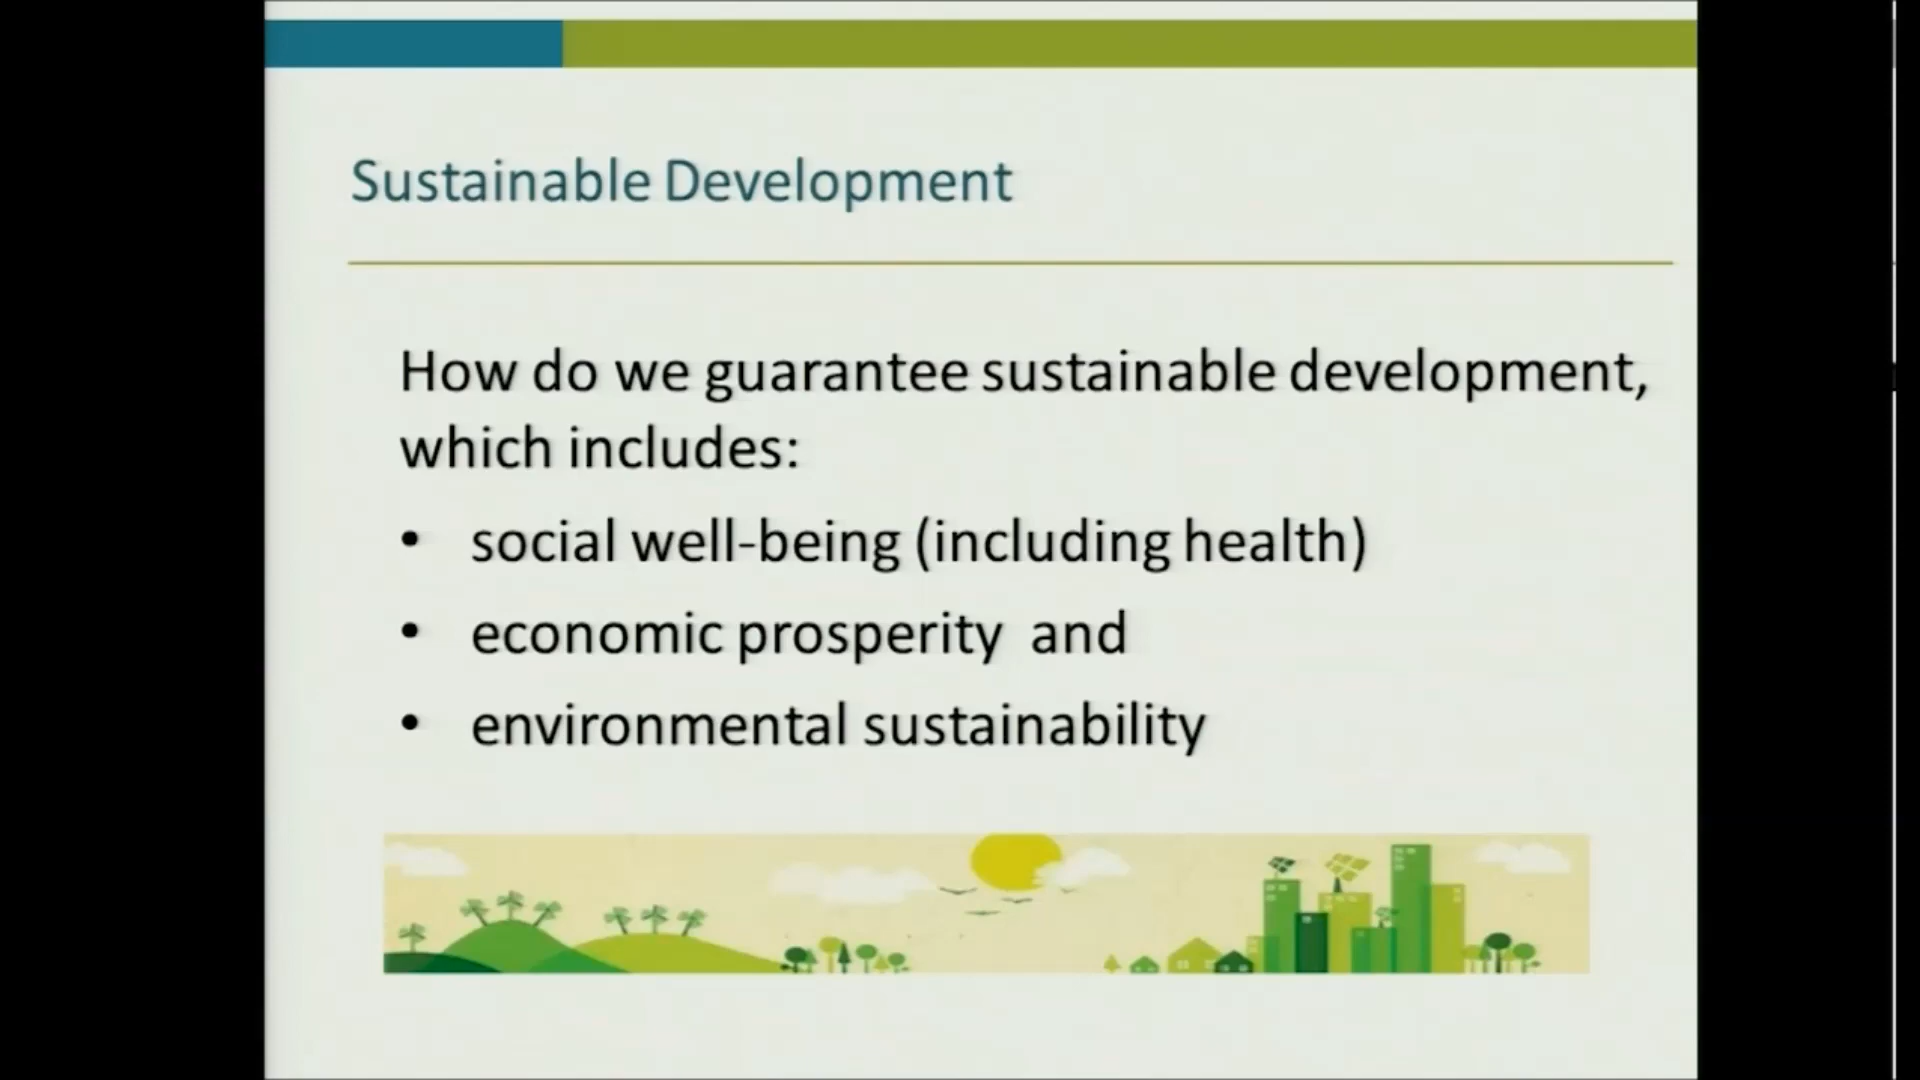 Sustainable Development
How do we guarantee sustainable development,
which includes:
• social well-being (including health)
• economic prosperity and
• environmental sustainability